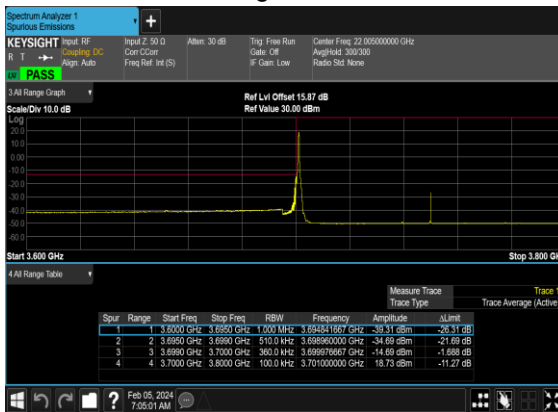 Spectrum Analyzer 1
Spurious Emissions
KEYSIGHT Input: RF Input Z: 50 Ω Atten: 30 dB Trig: Free Run Center Freq: 22.005000000 GHz
R T Coupling: DC Corr CCorr Gate: Off Avg|Hold: 300/300
Align: Auto Freq Ref: Int (S) IF Gain: Low Radio Std: None
PASS
3 All Range Graph
Ref Lvl Offset 15.87 dB
Scale/Div 10.0 dB Ref Value 30.00 dBm
Log
20.0
10.0
0.00
-10.0
-20.0
-30.0
-40.0
-50.0
-60.0
Start 3.600 GHz Stop 3.800 GH
4 All Range Table
Measure Trace Trace 1
Trace Type Trace Average (Active
Spur Range Start Freq Stop Freq RBW Frequency Amplitude ΔLimit
1 1 3.6000 GHz 3.6950 GHz 1.000 MHz 3.694841667 GHz -39.31 dBm -26.31 dB
2 2 3.6950 GHz 3.6990 GHz 510.0 kHz 3.698960000 GHz -34.69 dBm -21.69 dB
3 3 3.6990 GHz 3.7000 GHz 360.0 kHz 3.699976667 GHz -14.69 dBm -1.688 dB
4 4 3.7000 GHz 3.8000 GHz 100.0 kHz 3.701000000 GHz 18.73 dBm -11.27 dB
Feb 05, 2024
7:05:01 AM